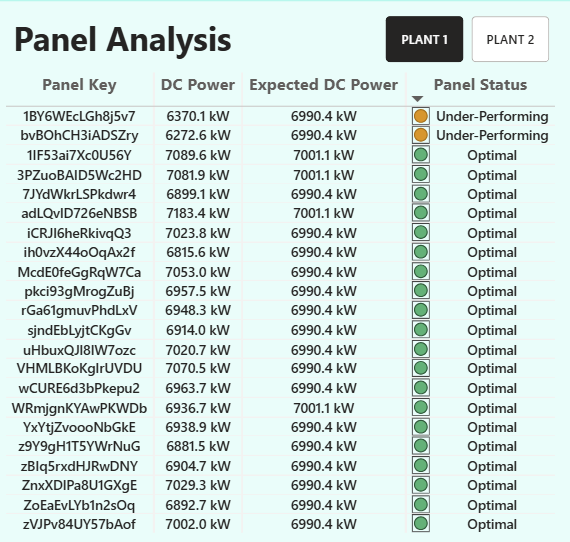 Panel Analysis
PLANT 1
PLANT 2
Panel Key DC Power Expected DC Power Panel Status
1BY6WEcLGh8j5v7 6370.1 kW 6990.4 kW Under-Performing
bvBOhCH3iADSZry 6272.6 kW 6990.4 kW Under-Performing
1IF53ai7Xc0U56Y 7089.6 kW 7001.1 kW Optimal
3PZuoBAID5Wc2HD 7081.9 kW 7001.1 kW Optimal
7JYdWkrLSPkdwr4 6899.1 kW 6990.4 kW Optimal
adLQvlD726eNBSB 7183.4 kW 7001.1 kW Optimal
iCRJl6heRkivqQ3 7023.8 kW 6990.4 kW Optimal
ih0vzX44oOqAx2f 6815.6 kW 6990.4 kW Optimal
McdE0feGgRqW7Ca 7053.0 kW 6990.4 kW Optimal
pkci93gMrogZuBj 6957.5 kW 6990.4 kW Optimal
rGa61gmuvPhdLxV 6948.3 kW 6990.4 kW Optimal
sjndEbLyjtCKgGv 6914.0 kW 6990.4 kW Optimal
uHbuxQJl8lW7ozc 7020.7 kW 6990.4 kW Optimal
VHMLBKoKgIrUVDU 7070.5 kW 6990.4 kW Optimal
wCURE6d3bPkepu2 6963.7 kW 6990.4 kW Optimal
WRmjgnKYAwPKWDb 6936.7 kW 7001.1 kW Optimal
YxYtjZvoooNbGkE 6938.9 kW 6990.4 kW Optimal
z9Y9gH1T5YWrNuG 6881.5 kW 6990.4 kW Optimal
zBIq5rxdHJRwDNY 6904.7 kW 6990.4 kW Optimal
ZnxXDlPa8U1GXgE 7029.3 kW 6990.4 kW Optimal
ZoEaEvLYb1n2sOq 6892.7 kW 6990.4 kW Optimal
zVJPv84UY57bAof 7002.0 kW 6990.4 kW Optimal